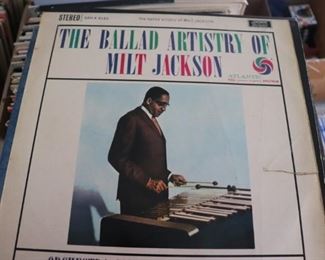 STEREO
the ballad artistry of Milt Jackson
THE BALLAD ARTISTRY OF
MILT JACKSON
ATLANTIC